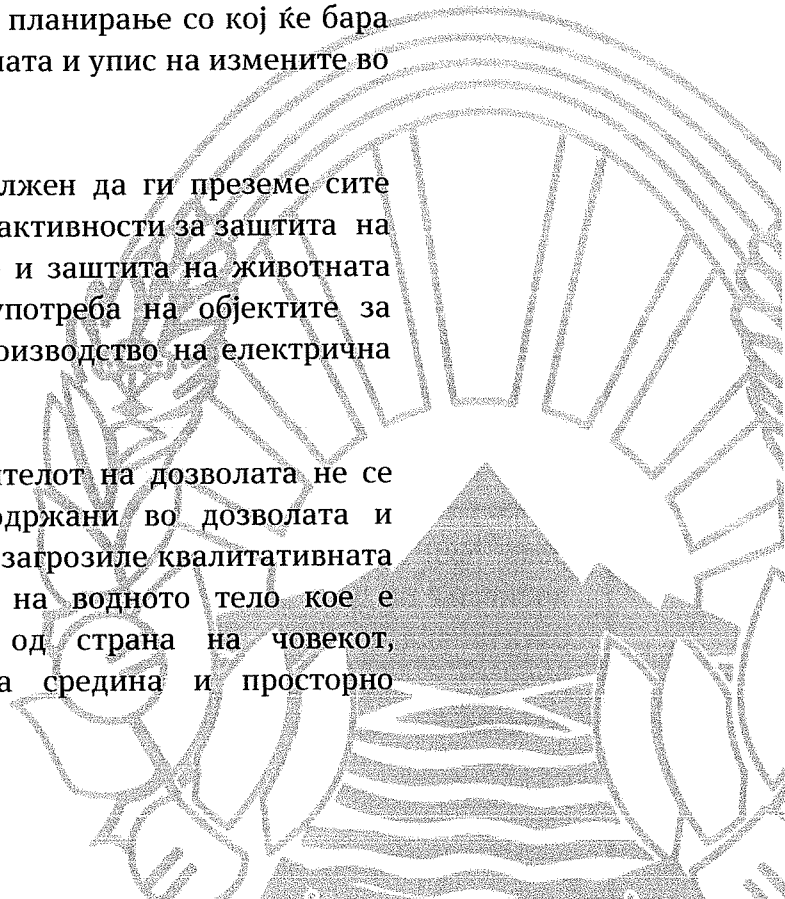 планирање со кој ќе бара
ната и упис на измените во
лжен да ги преземе сите
активности за заштита на
и заштита на животната
употреба на објектите за
оизводство на електрична
ителот на дозволата не се
одржани во дозволата и
загрозиле квалитативната
на водното тело кое е
од страна на човекот,
а средина и просторно